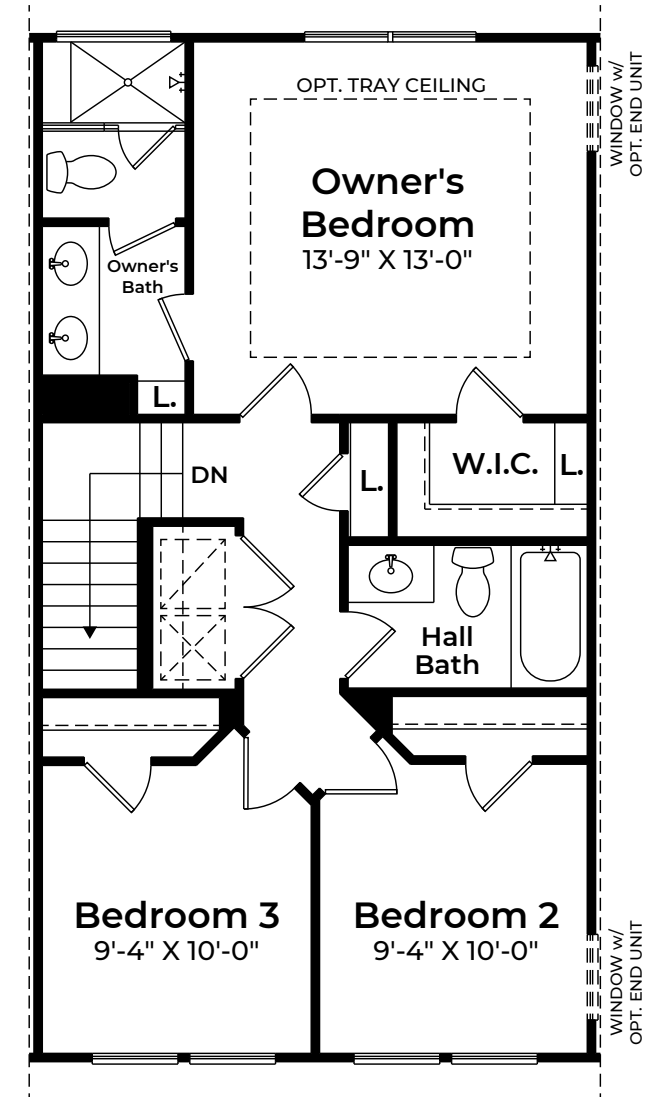 OPT. TRAY CEILING
WINDOW w/
OPT. END UNIT
Owner's
Bedroom
13'-9" X 13'-0"
Owner's
Bath
L.
DN
L.
W.I.C.
L.
Hall
Bath
Bedroom 3
9'-4" X 10'-0"
Bedroom 2
9'-4" X 10'-0"
WINDOW w/
OPT. END UNIT